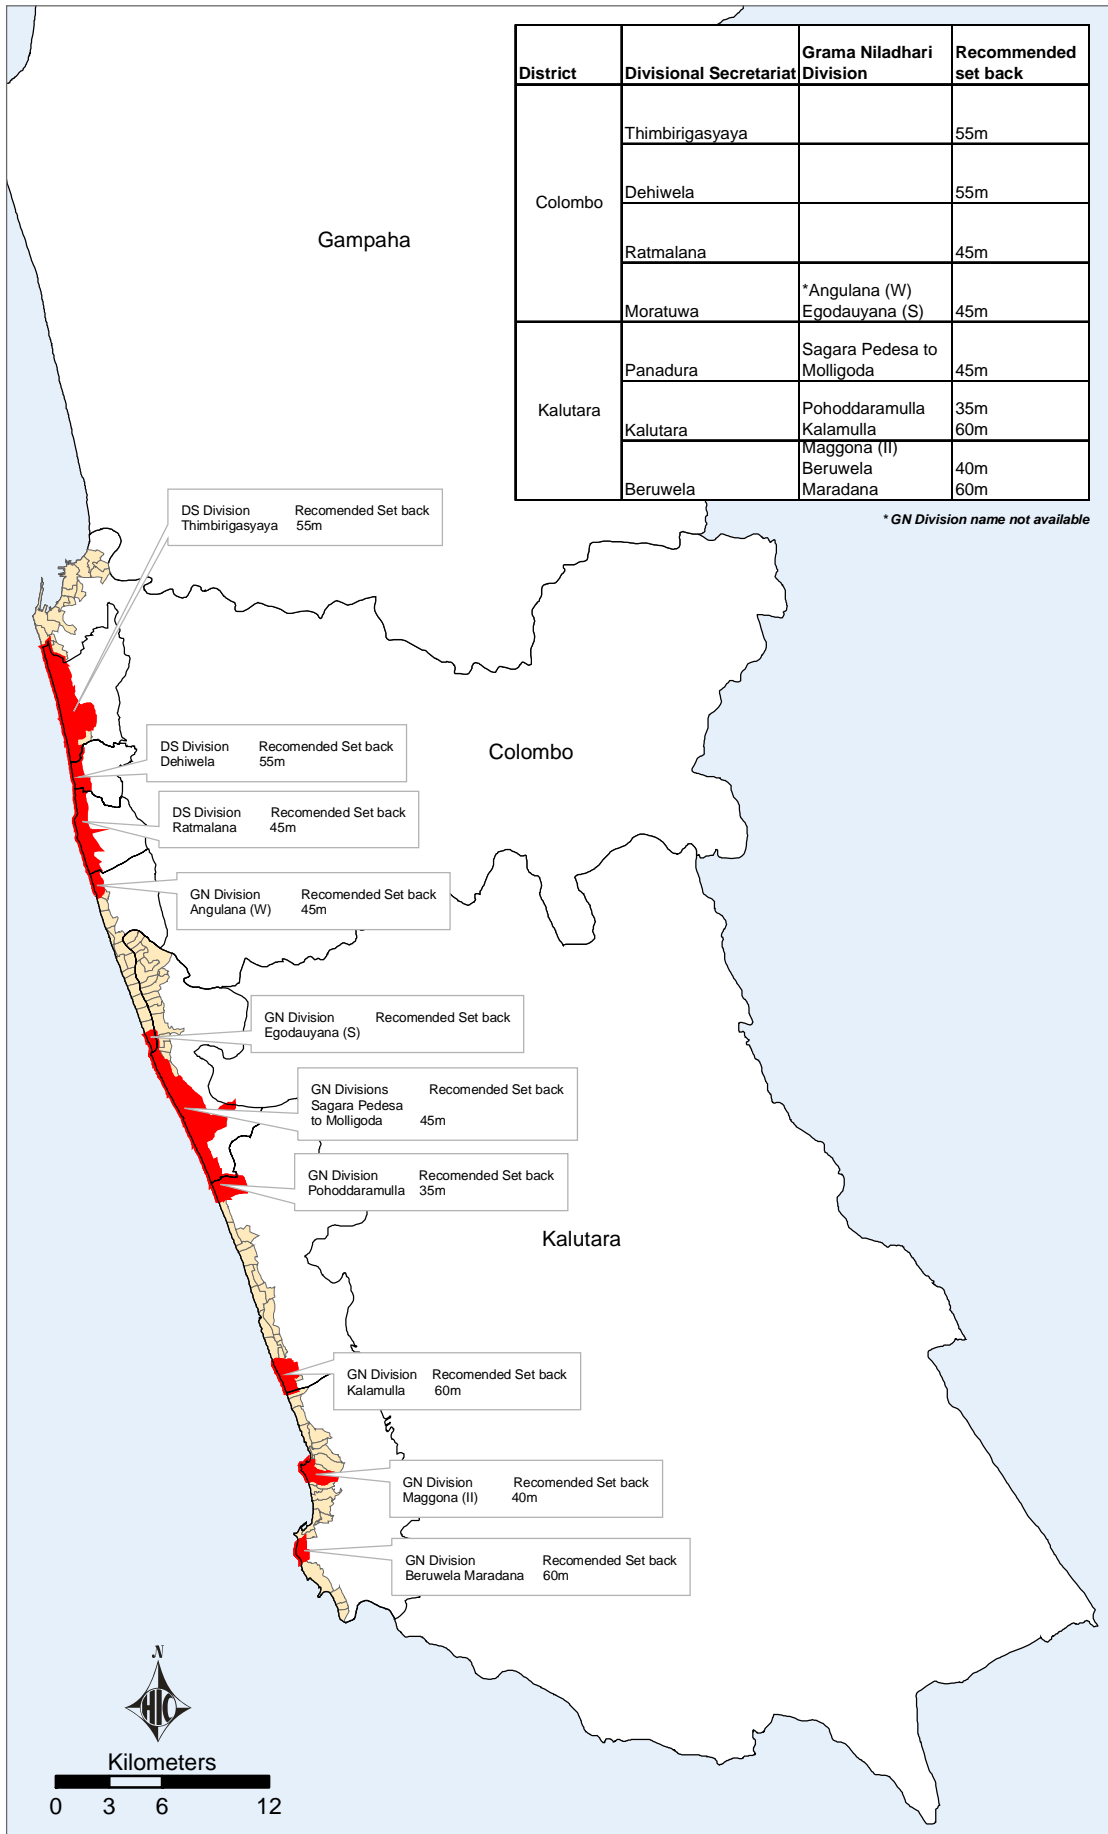 District Divisional Secretariat Grama Niladhari Division Recommended set back
Colombo
Thimbirigasyaya 55m
Dehiwela 55m
Ratmalana 45m
Moratuwa *Angulana (W) Egodauyana (S) 45m
Kalutara
Panadura Sagara Pedesa to Molligoda 45m
Kalutara Pohoddaramulla 35m
Kalamulla 60m
Beruwela Maggona (II) 40m
Beruwela Maradana 60m
* GN Division name not available
Gampaha
DS Division Recomended Set back
Thimbirigasyaya 55m
DS Division Recomended Set back
Dehiwela 55m
Colombo
DS Division Recomended Set back
Ratmalana 45m
GN Division Recomended Set back
Angulana (W) 45m
GN Division Recomended Set back
Egodauyana (S)
GN Divisions Recomended Set back
Sagara Pedesa
to Molligoda 45m
GN Division Recomended Set back
Pohoddaramulla 35m
Kalutara
GN Division Recomended Set back
Kalamulla 60m
GN Division Recomended Set back
Maggona (II) 40m
GN Division Recomended Set back
Beruwela Maradana 60m
N
HIC
Kilometers
0 3 6 12